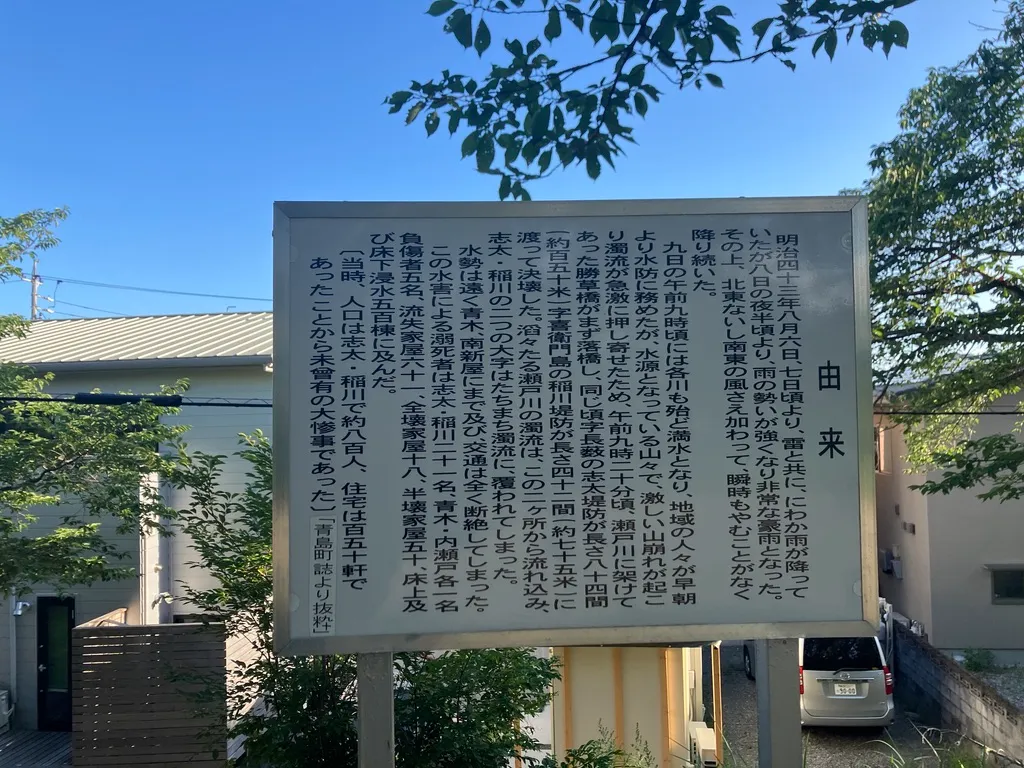 由来
明治四十三年八月六日、七日頃より、雷と共に、にわか雨が降って
いたが八日の夜半頃より、雨の勢いが強くなり非常な豪雨となった。
その上、北東ないし南東の風さえ加わって、瞬時もやむことがなく
降り続いた。
九日の午前九時頃には各川も殆ど満水となり、地域の人々が早朝
より水防に務めたが、水源となっている山々で、激しい山崩れが起こ
り濁流が急激に押し寄せたため、午前九時二十分頃、瀬戸川に架けて
あった勝草橋がまず落橋し、同じ頃字長藪の志太堤防が長さ八十四間
(約百五十米)字喜衛門島の稲川堤防が長さ四十二間(約七十五米)に
渡って決壊した。滔々たる瀬戸川の濁流は、この二ヶ所から流れ込み、
志太・稲川の二つの大字はたちまち濁流に覆われてしまった。
水勢は遠く青木、南新屋にまで及び、交通は全く断絶してしまった。
この水害による溺死者は志太・稲川二十一名、青木・内瀬戸各一名
負傷者五名、流失家屋六十一、全壊家屋十八、半壊家屋五十、床上及
び床下浸水五百棟に及んだ。
〔当時、人口は志太・稲川で約八百人、住宅は百五十軒で
あったことから未曾有の大惨事であった〕「青島町誌より抜粋」